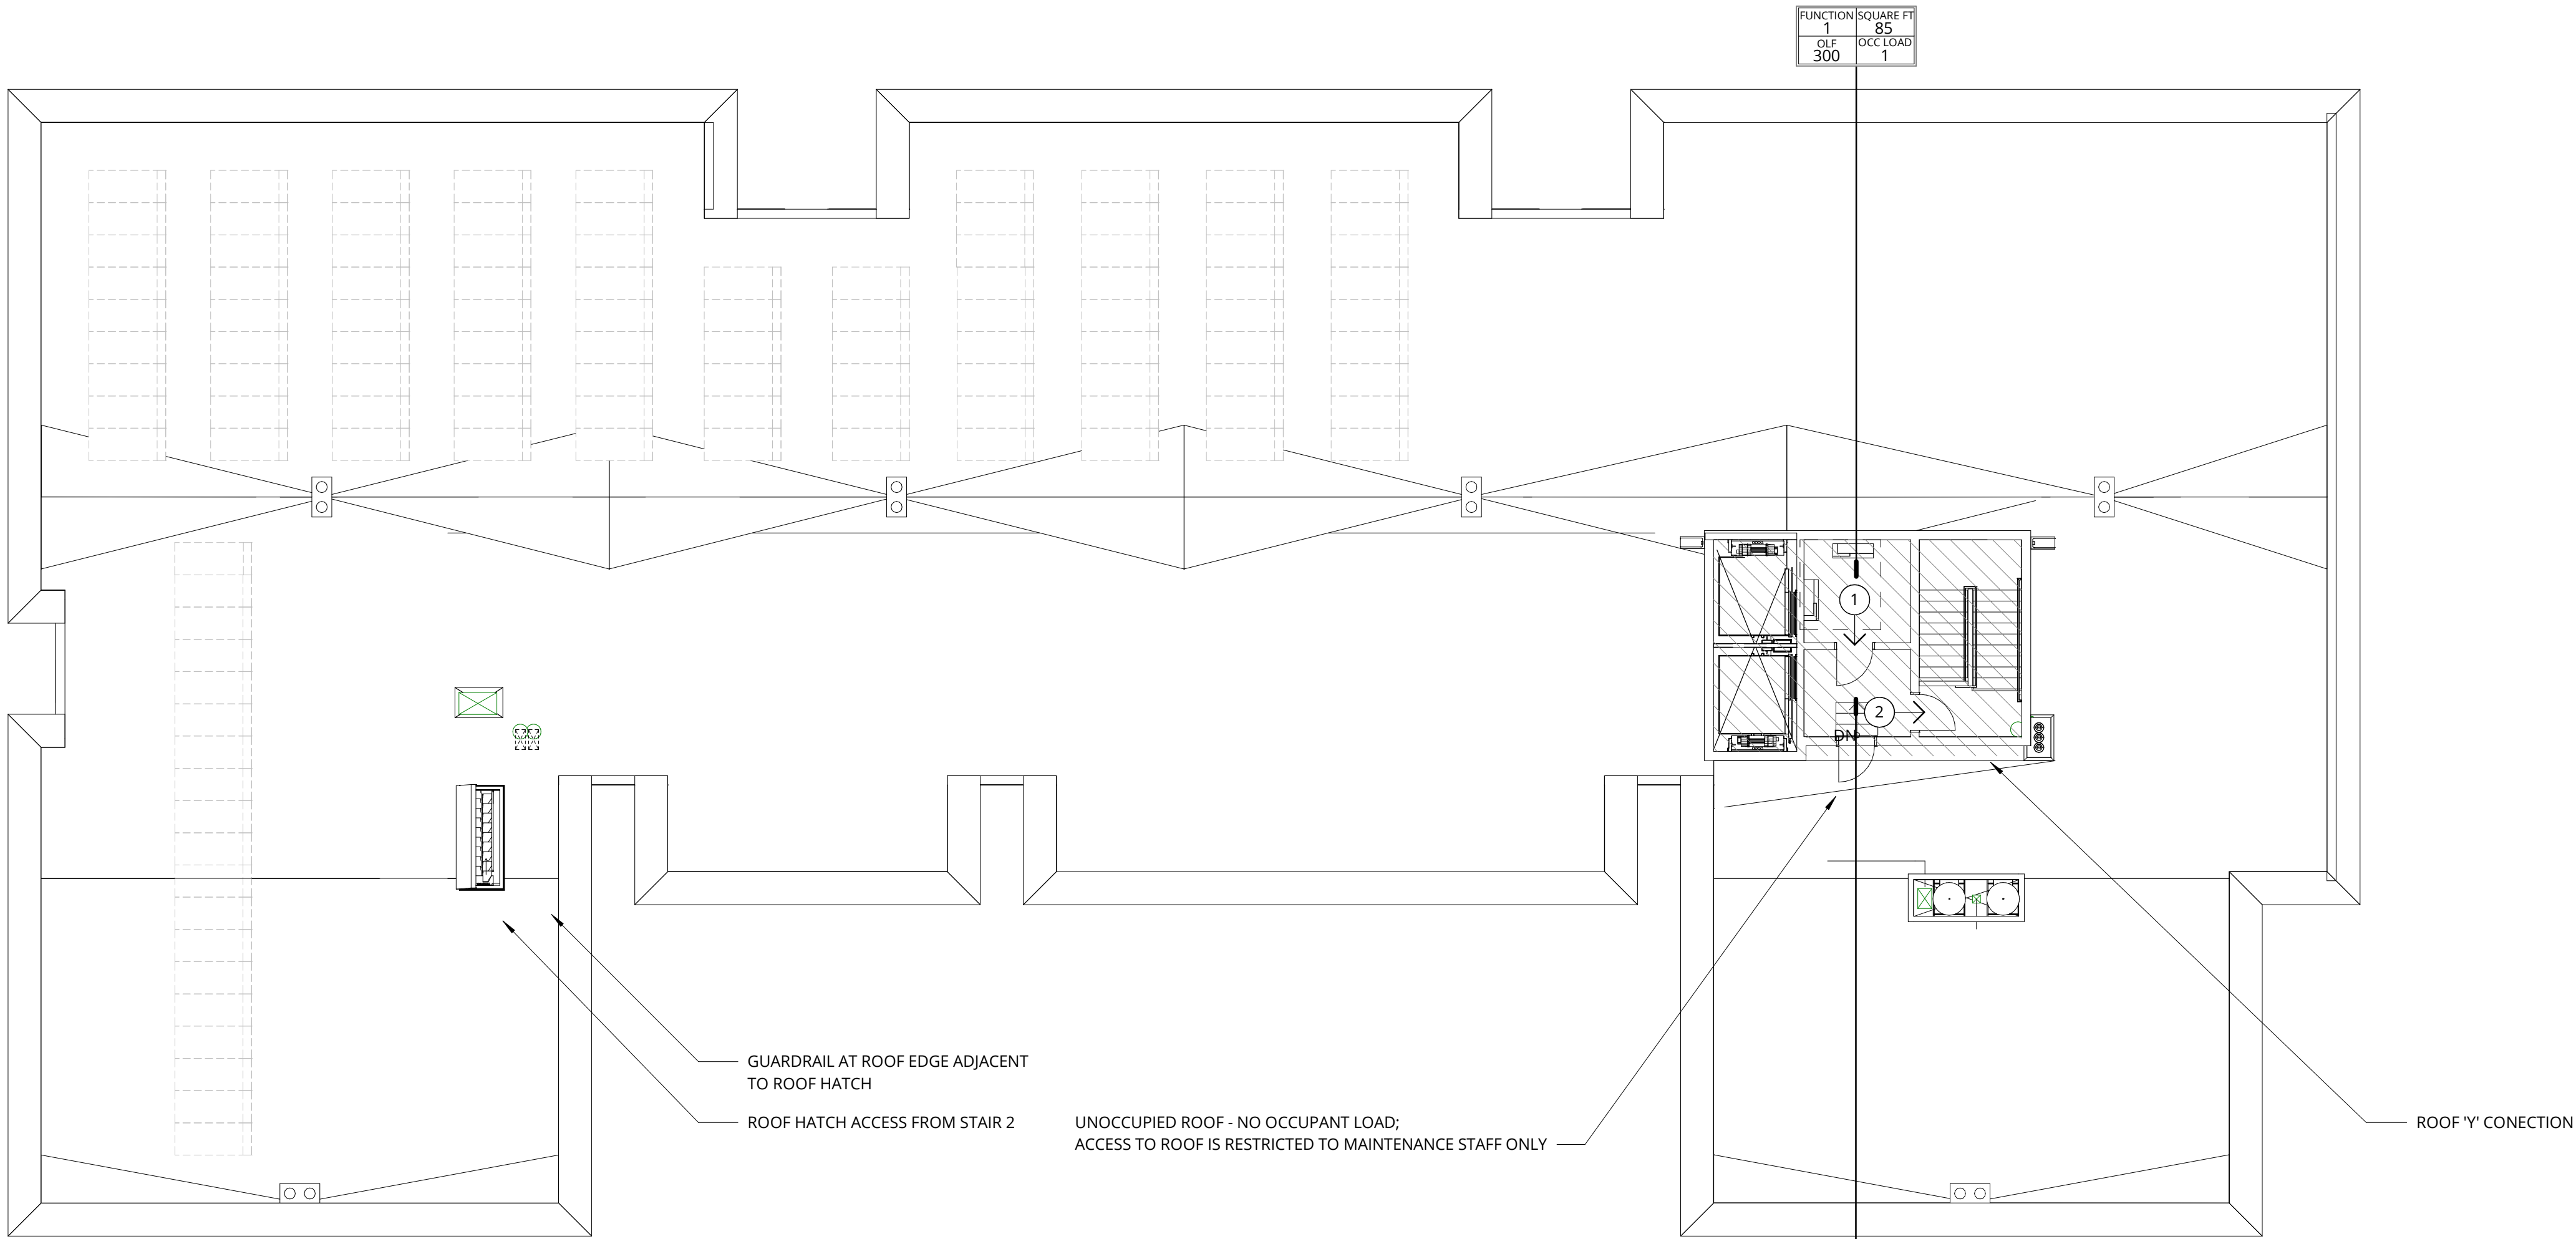 FUNCTION SQUARE FT
1 85
OLF OCC LOAD
300 1
1
2
DN
GUARDRAIL AT ROOF EDGE ADJACENT
TO ROOF HATCH
ROOF HATCH ACCESS FROM STAIR 2
UNOCCUPIED ROOF - NO OCCUPANT LOAD;
ACCESS TO ROOF IS RESTRICTED TO MAINTENANCE STAFF ONLY
ROOF 'Y' CONECTION